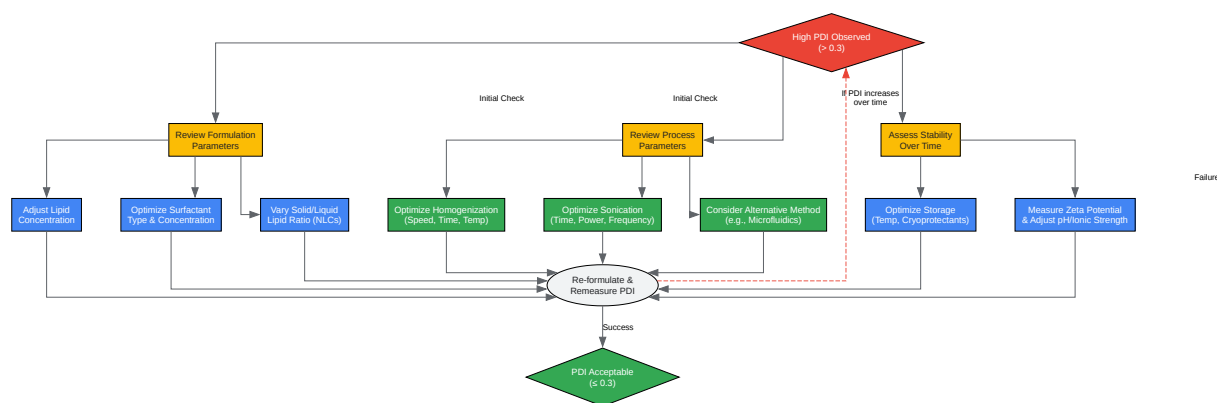 High PDI Observed
(> 0.3)
Initial Check
Initial Check
If PDI increases
over time
Review Formulation
Parameters
Review Process
Parameters
Assess Stability
Over Time
Failure
Adjust Lipid
Concentration
Optimize Surfactant
Type & Concentration
Vary Solid/Liquid
Lipid Ratio (NLCs)
Optimize Homogenization
(Speed, Time, Temp)
Optimize Sonication
(Time, Power, Frequency)
Consider Alternative Method
(e.g., Microfluidics)
Optimize Storage
(Temp, Cryoprotectants)
Measure Zeta Potential
& Adjust pH/Ionic Strength
Re-formulate &
Remeasure PDI
Success
PDI Acceptable
(≤ 0.3)